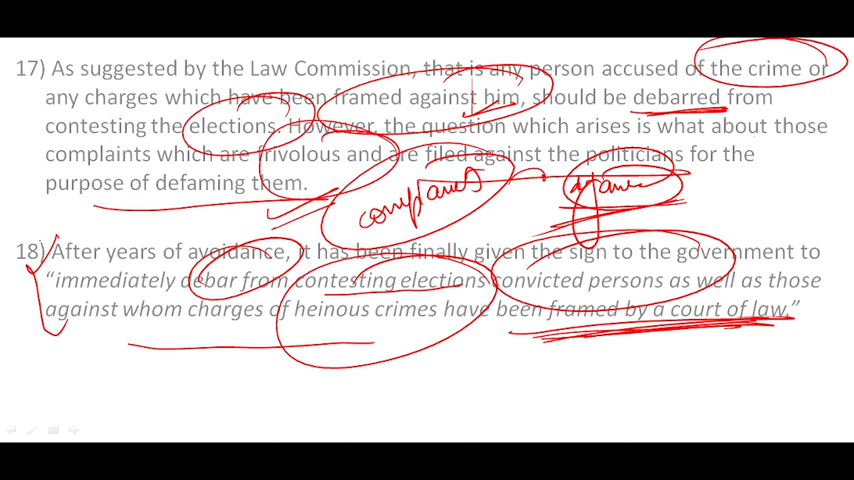 17) As suggested by the Law Commission, that is any person accused of the crime or
any charges which have been framed against him, should be debarred from
contesting the elections. However, the question which arises is what about those
complaints which are frivolous and are filed against the politicians for the
purpose of defaming them.
18) After years of avoidance, it has been finally given the sign to the government to
“immediately debar from contesting elections convicted persons as well as those
against whom charges of heinous crimes have been framed by a court of law.”